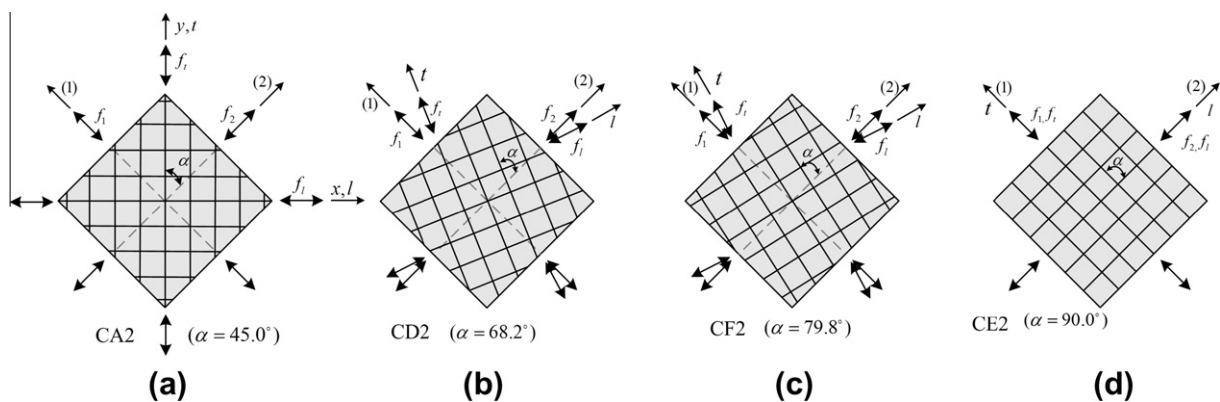 y, t
f_t
(1)
(2)
f_1
f_2
α
f_l
x, l
CA2 (α = 45.0°)
(a)
t
(1)
(2)
f_t
f_2
l
f_1
f_l
α
CD2 (α = 68.2°)
(b)
(1)
t
(2)
f_t
f_2
l
f_1
f_l
α
CF2 (α = 79.8°)
(c)
(1)
(2)
t
f_1, f_t
l
f_2, f_l
α
CE2 (α = 90.0°)
(d)